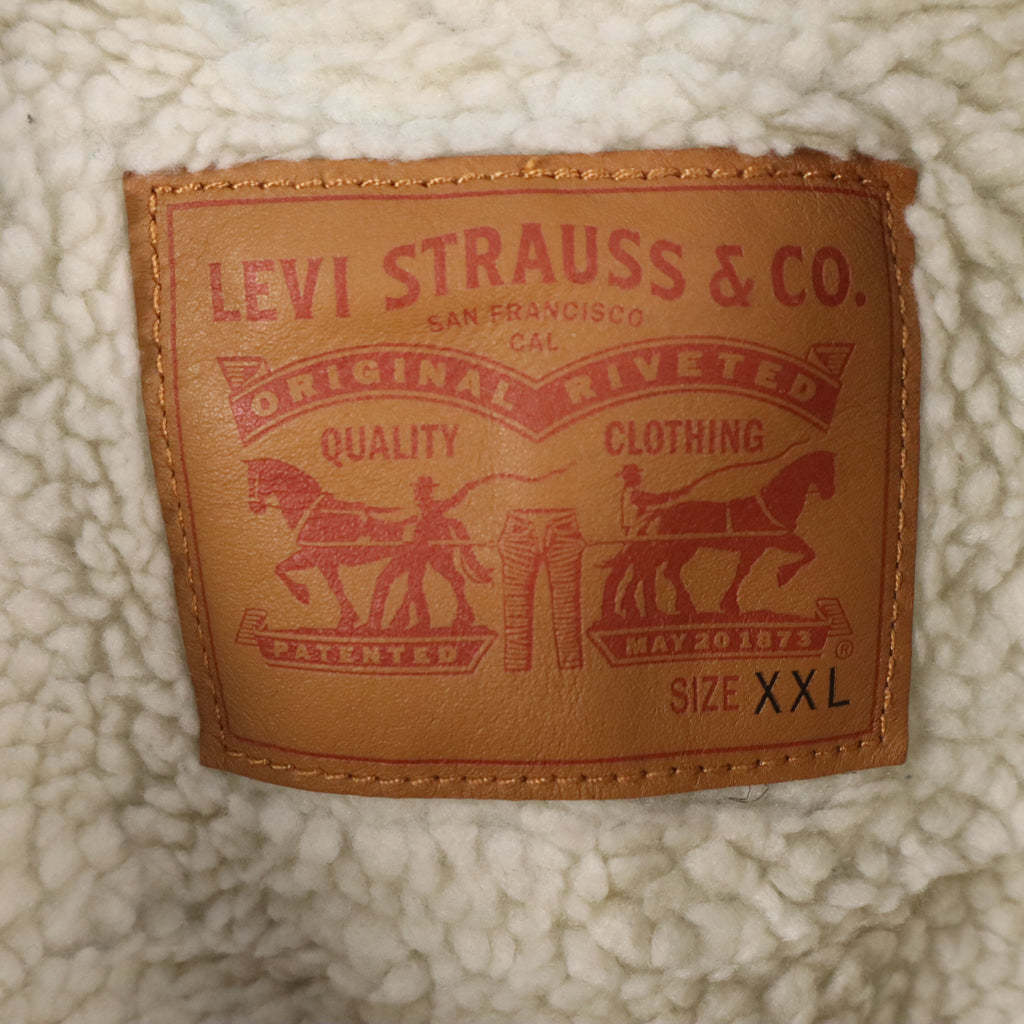 LEVI STRAUSS & CO.
SAN FRANCISCO
CAL
ORIGINAL RIVETED
QUALITY CLOTHING
PATENTED MAY 20 1873 ®
SIZE XXL